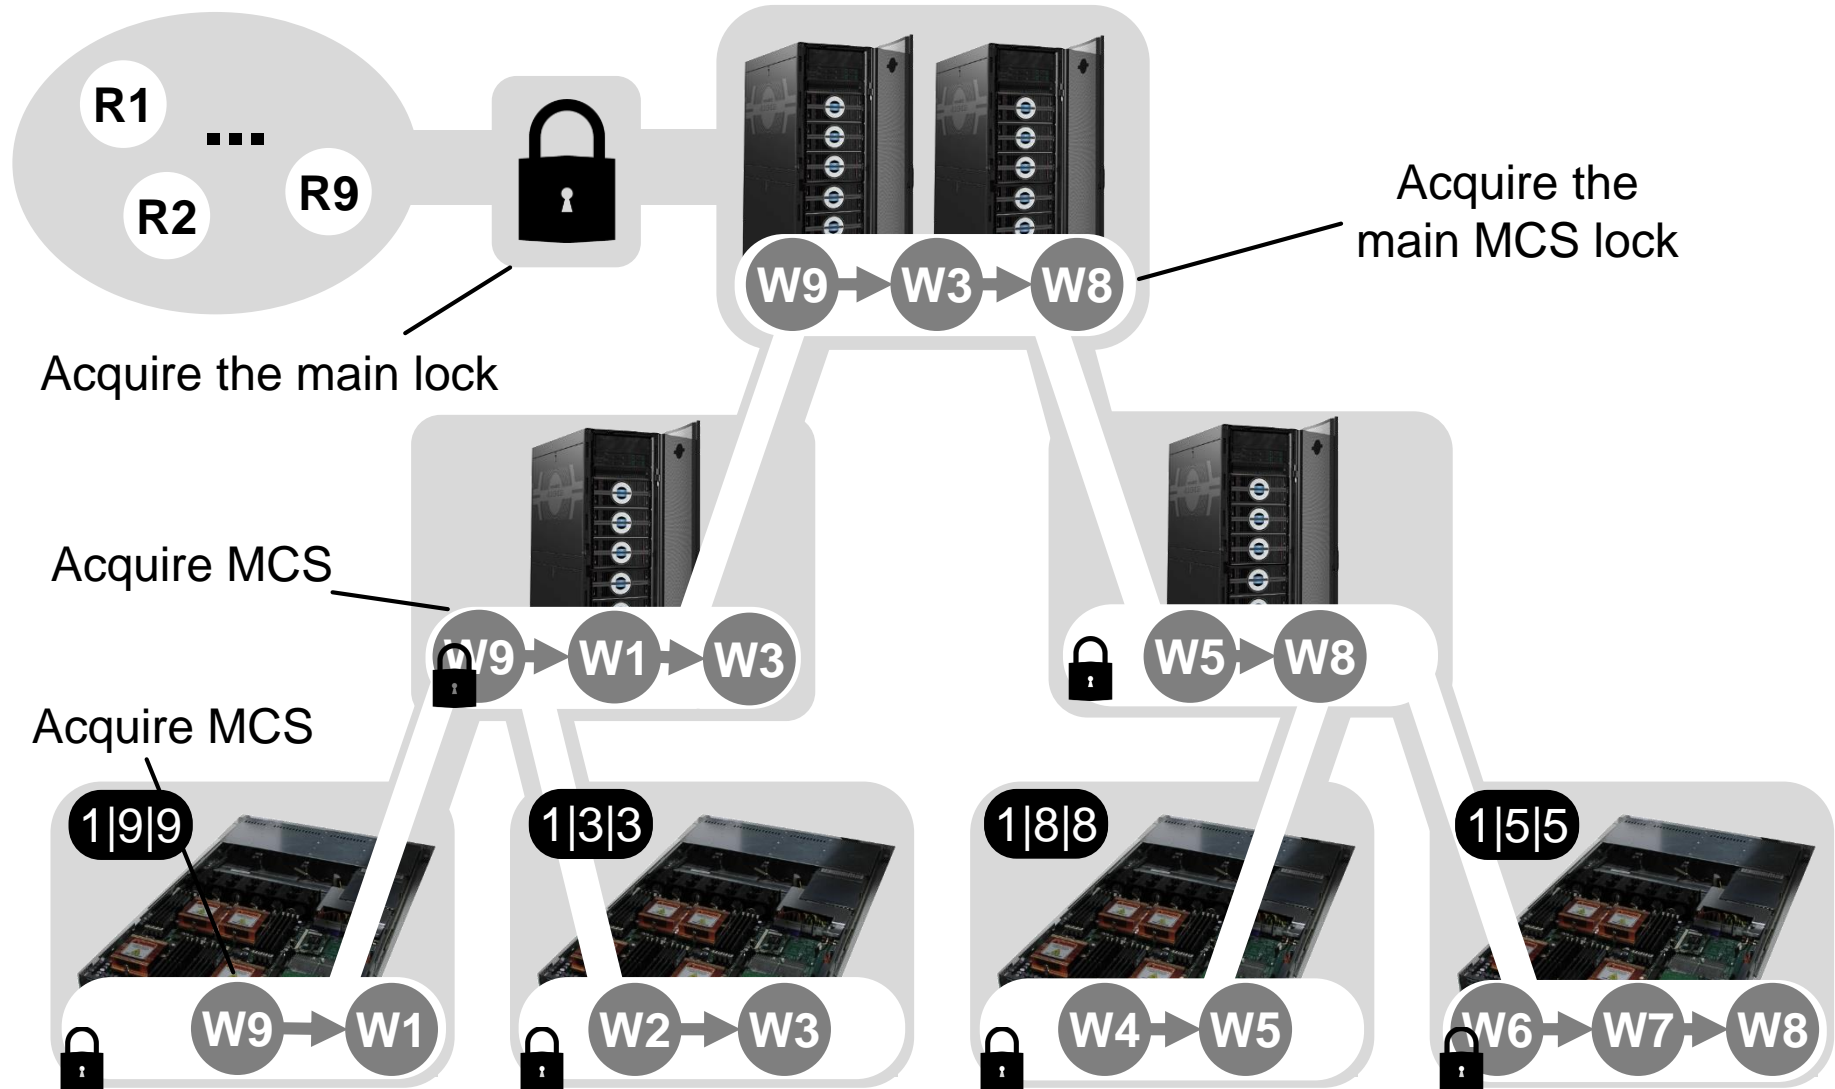 R1
...
R2
R9
Acquire the
main MCS lock
W9 W3 W8
Acquire the main lock
Acquire MCS
W9 W1 W3
W5 W8
Acquire MCS
1|9|9
1|3|3
1|8|8
1|5|5
W9 W1
W2 W3
W4 W5
W6 W7 W8